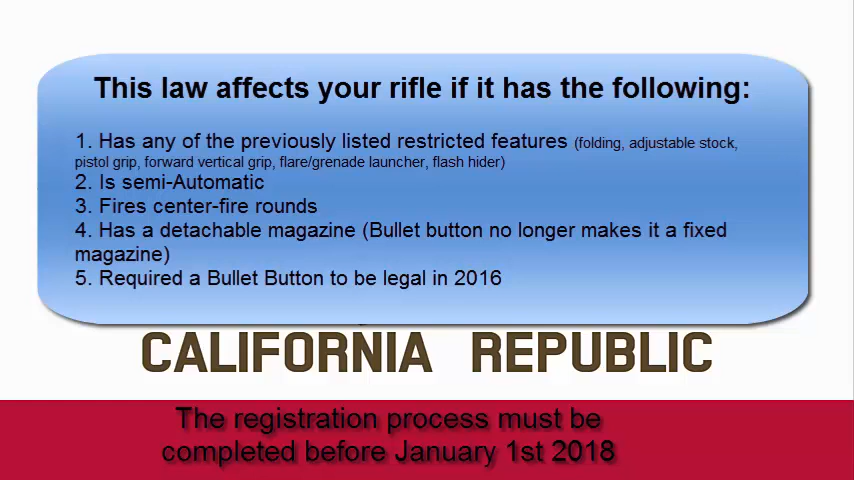 This law affects your rifle if it has the following:
1. Has any of the previously listed restricted features (folding, adjustable stock,
pistol grip, forward vertical grip, flare/grenade launcher, flash hider)
2. Is semi-Automatic
3. Fires center-fire rounds
4. Has a detachable magazine (Bullet button no longer makes it a fixed
magazine)
5. Required a Bullet Button to be legal in 2016
CALIFORNIA REPUBLIC
The registration process must be
completed before January 1st 2018